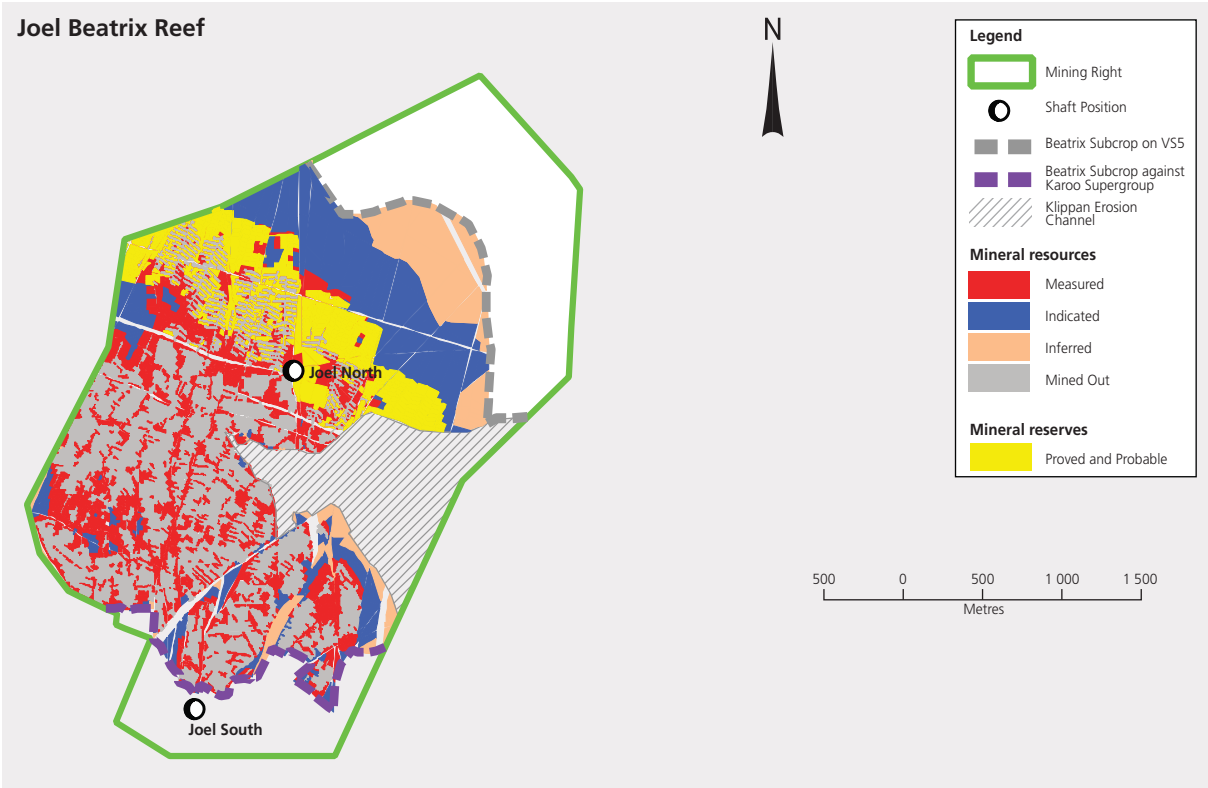 Joel Beatrix Reef
N
Legend
Mining Right
Shaft Position
Beatrix Subcrop on VS5
Beatrix Subcrop against
Karoo Supergroup
Klippan Erosion
Channel
Mineral resources
Measured
Indicated
Inferred
Mined Out
Mineral reserves
Proved and Probable
Joel North
Joel South
500 0 500 1 000 1 500
Metres